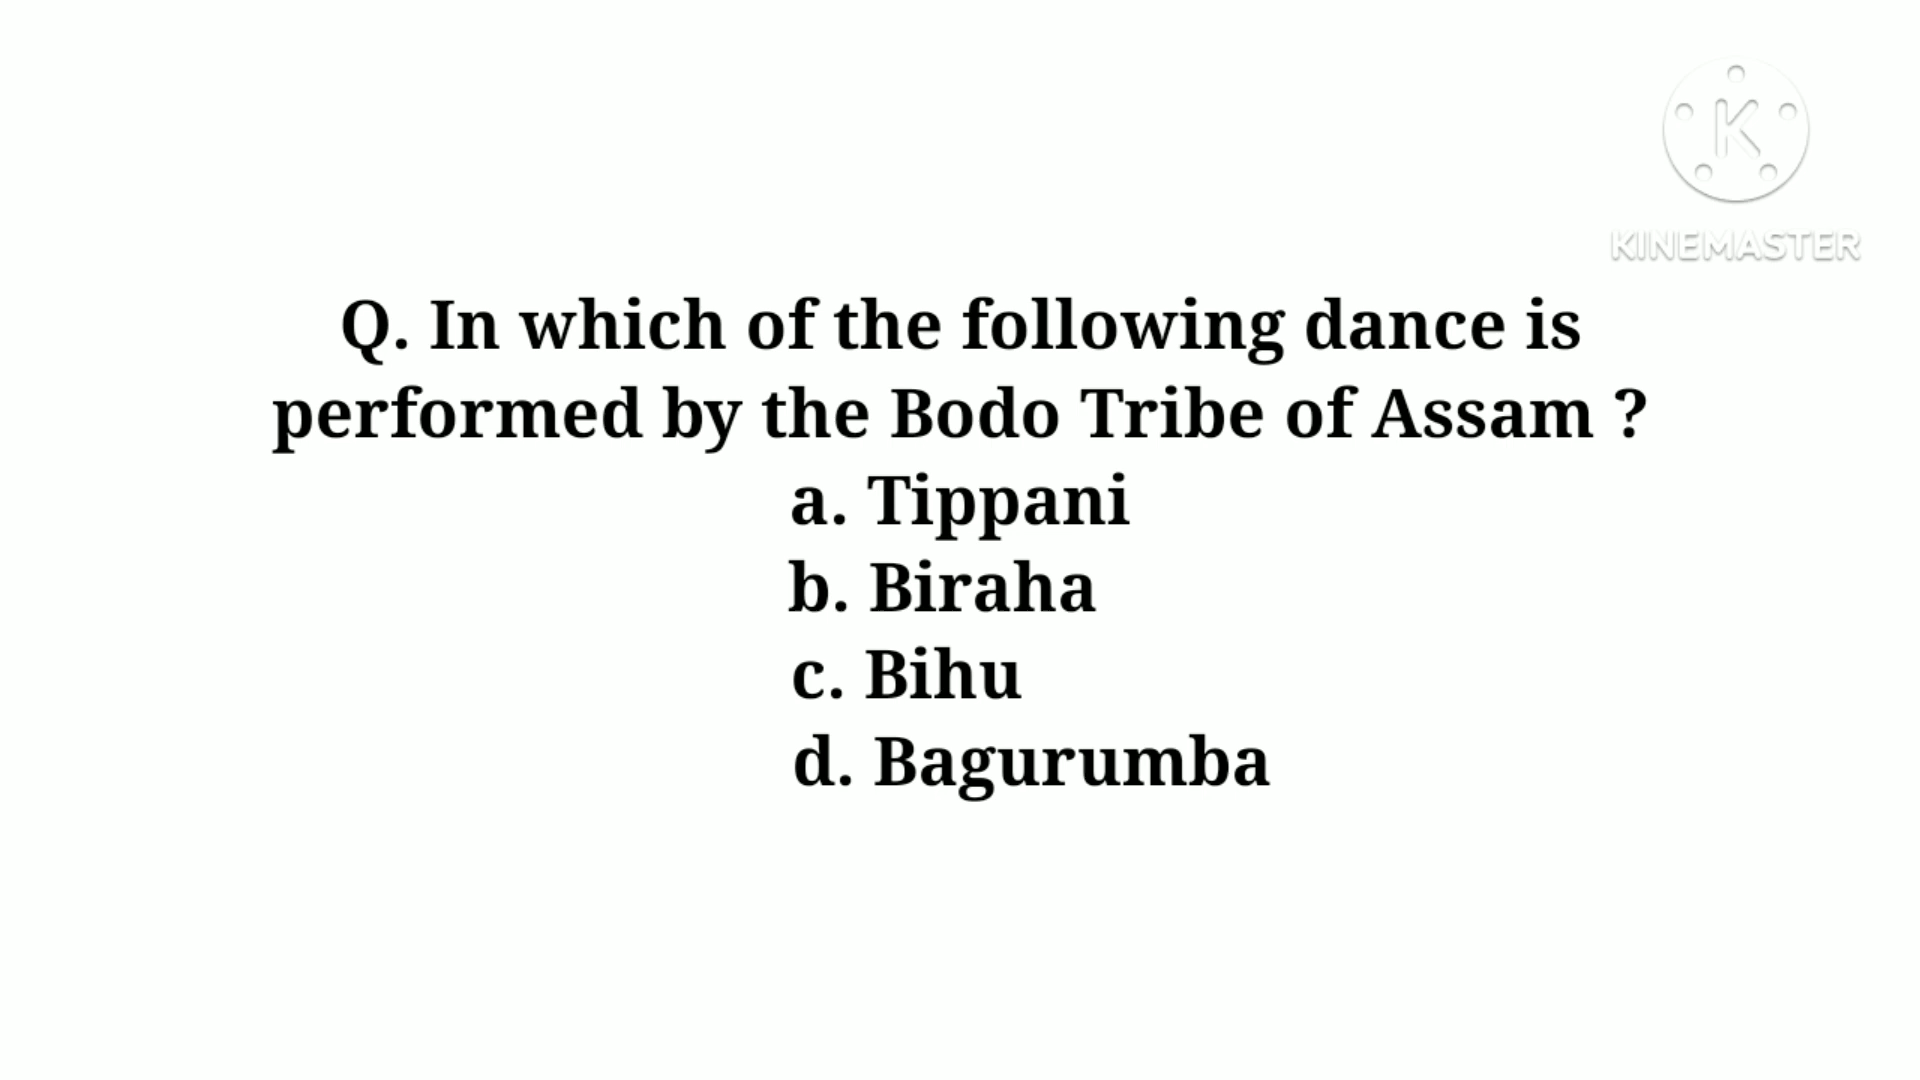 K
KINEMASTER
Q. In which of the following dance is
performed by the Bodo Tribe of Assam ?
a. Tippani
b. Biraha
c. Bihu
d. Bagurumba